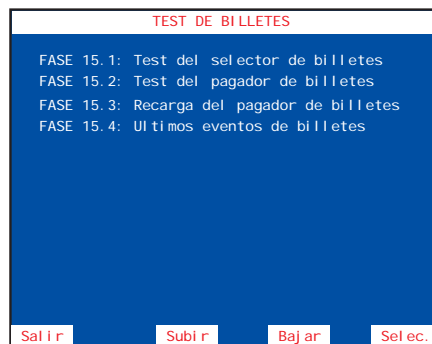 TEST DE BILLETES
FASE 15.1: Test del selector de billetes
FASE 15.2: Test del pagador de billetes
FASE 15.3: Recarga del pagador de billetes
FASE 15.4: Ultimos eventos de billetes
Salir Subir Bajar Selec.